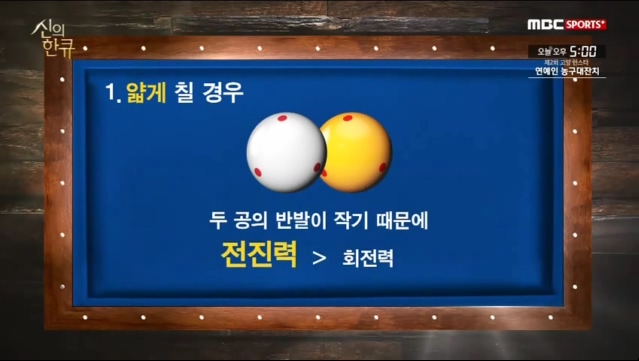 신의
한큐
MBC SPORTS+
오늘 오후 5:00
제2회 고양 한스타
연예인 농구대잔치
1. 얇게 칠 경우
두 공의 반발이 작기 때문에
전진력 > 회전력